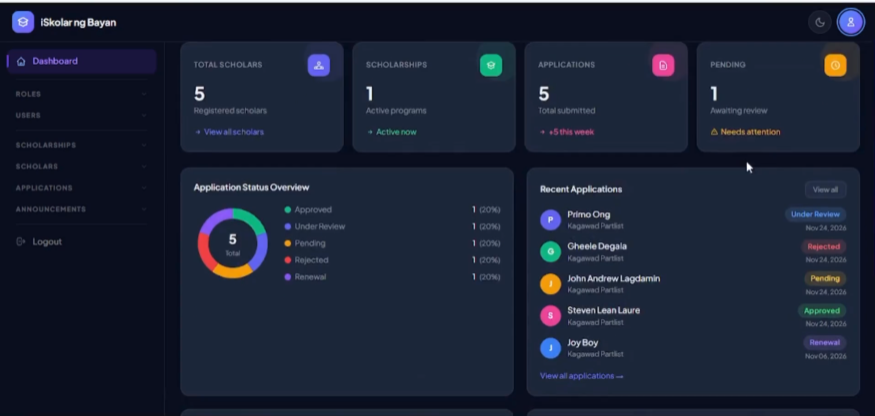 iSkolar ng Bayan
Dashboard
ROLES
USERS
SCHOLARSHIPS
SCHOLARS
APPLICATIONS
ANNOUNCEMENTS
Logout
TOTAL SCHOLARS
5
Registered scholars
→ View all scholars
SCHOLARSHIPS
1
Active programs
→ Active now
APPLICATIONS
5
Total submitted
→ +5 this week
PENDING
1
Awaiting review
⚠ Needs attention
Application Status Overview
5
Total
Approved 1 (20%)
Under Review 1 (20%)
Pending 1 (20%)
Rejected 1 (20%)
Renewal 1 (20%)
Recent Applications View all
P Primo Ong Under Review
Kagawad Partlist Nov 24, 2026
G Gheele Degala Rejected
Kagawad Partlist Nov 24, 2026
J John Andrew Lagdamin Pending
Kagawad Partlist Nov 24, 2026
S Steven Lean Laure Approved
Kagawad Partlist Nov 24, 2026
J Joy Boy Renewal
Kagawad Partlist Nov 06, 2026
View all applications →